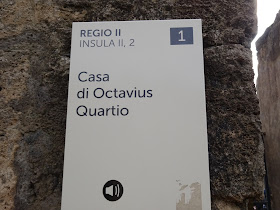 REGIO II
INSULA II, 2
1
Casa
di Octavius
Quartio